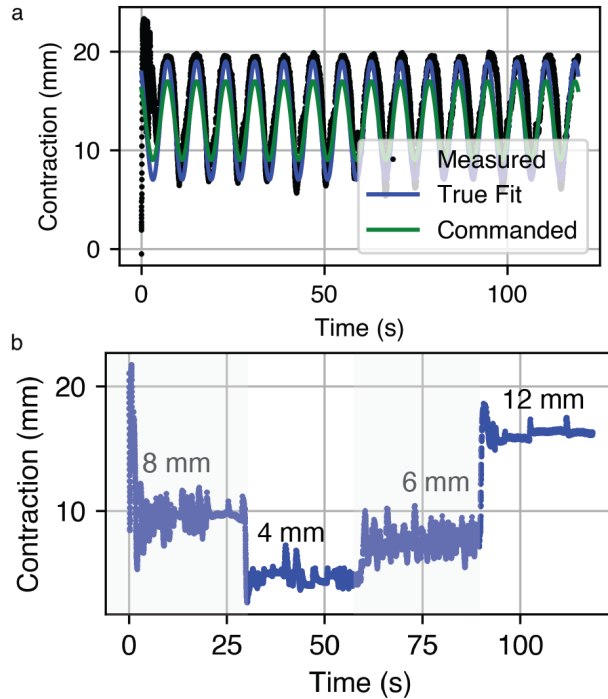 a
20
10
0
Contraction (mm)
Measured
True Fit
Commanded
0
50
100
Time (s)
b
20
10
Contraction (mm)
8 mm
4 mm
6 mm
12 mm
0
25
50
75
100
Time (s)